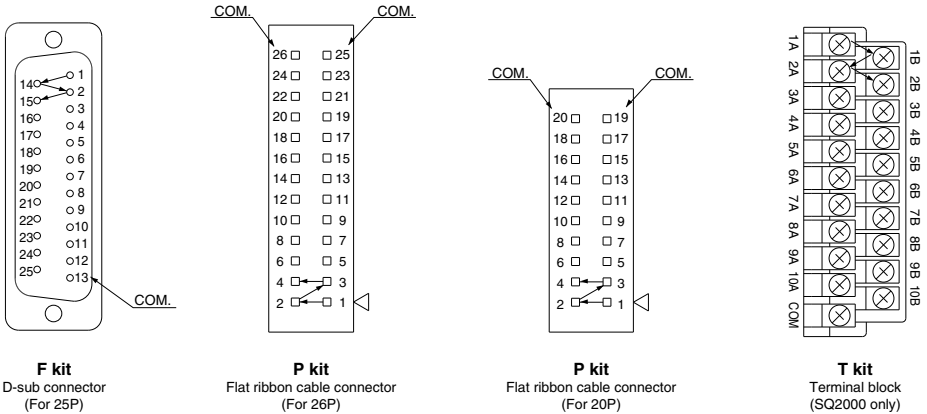 COM.
COM.
26 25
24 23
22 21
20 19
18 17
16 15
14 13
12 11
10 9
8 7
6 5
4 3
2 1
COM.
COM.
20 19
18 17
16 15
14 13
12 11
10 9
8 7
6 5
4 3
2 1
1
14
2
15
3
16
4
17
5
18
6
19
7
20
8
21
9
22
10
23
11
24
12
25
13
COM.
1A
1B
2A
2B
3A
3B
4A
4B
5A
5B
6A
6B
7A
7B
8A
8B
9A
9B
10A
10B
COM
F kit
D-sub connector
(For 25P)
P kit
Flat ribbon cable connector
(For 26P)
P kit
Flat ribbon cable connector
(For 20P)
T kit
Terminal block
(SQ2000 only)